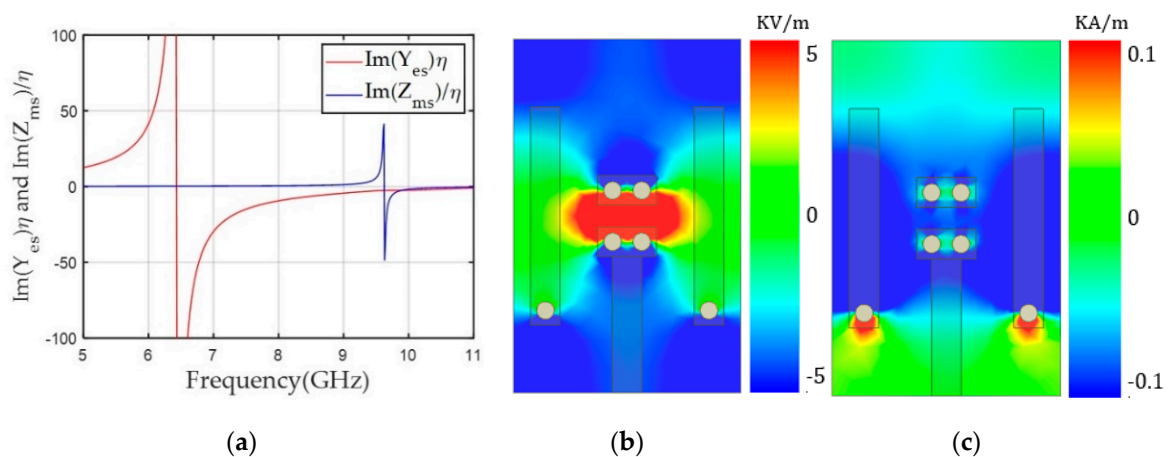 100
50
0
-50
-100
Im(Y_es)η and Im(Z_ms)/η
Im(Y_es)η
Im(Z_ms)/η
5
6
7
8
9
10
11
Frequency(GHz)
(a)
KV/m
5
0
-5
(b)
KA/m
0.1
0
-0.1
(c)